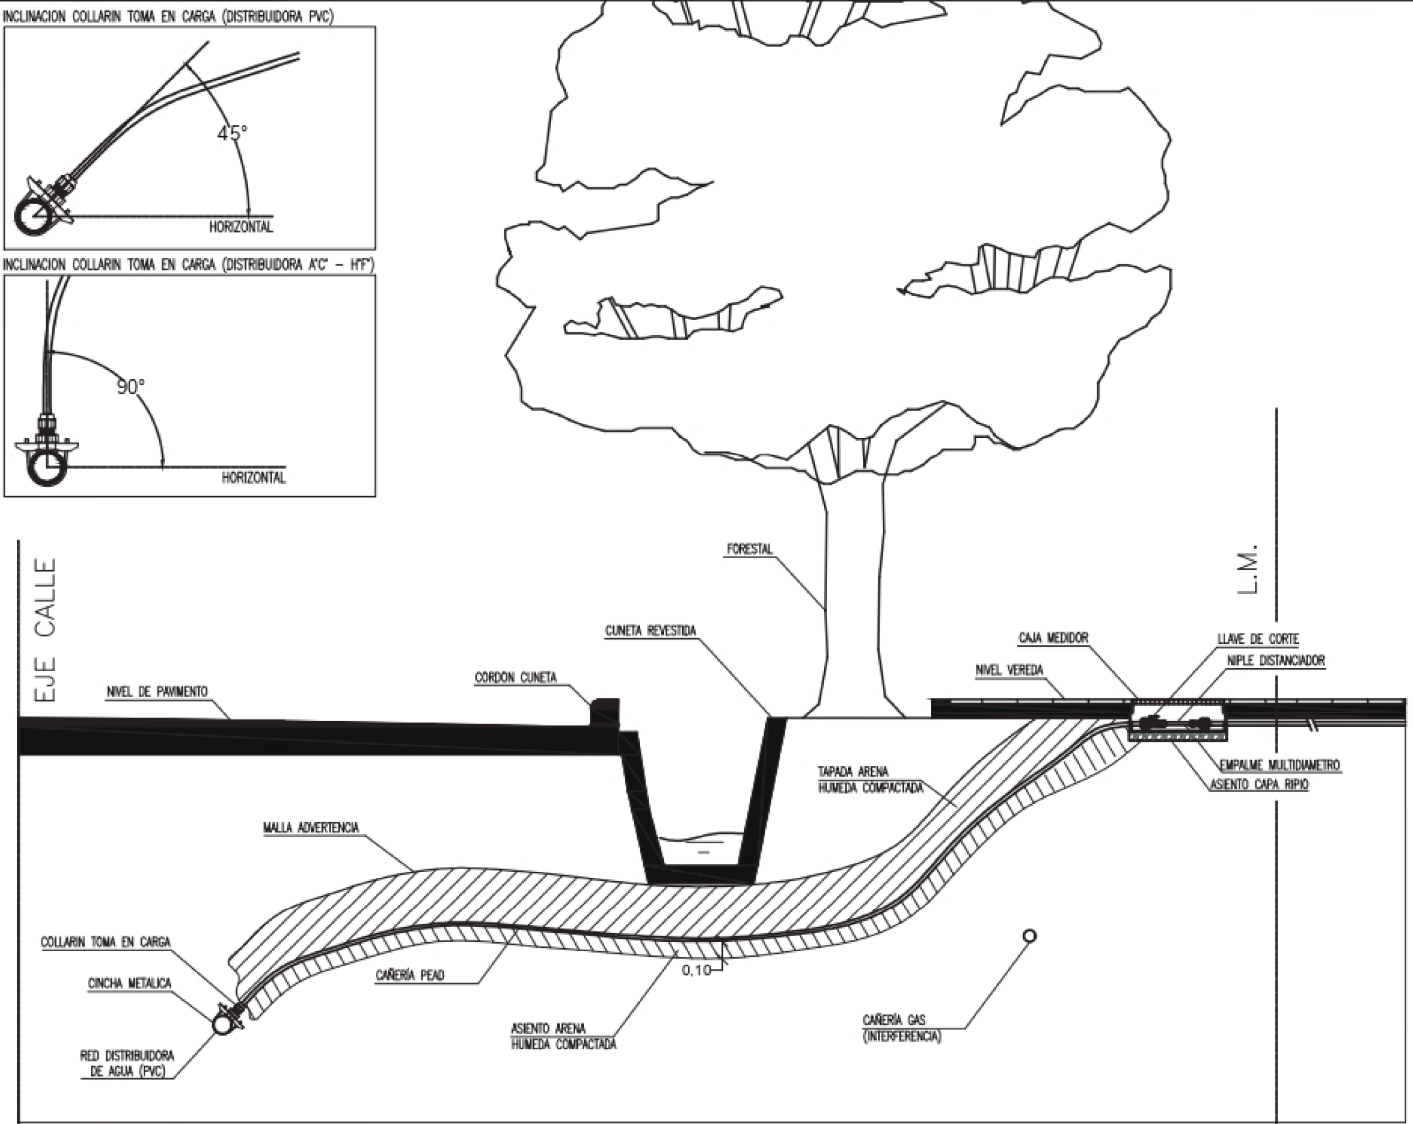 INCLINACION COLLARIN TOMA EN CARGA (DISTRIBUIDORA PVC)
45°
HORIZONTAL
INCLINACION COLLARIN TOMA EN CARGA (DISTRIBUIDORA A°C° - H°F°)
90°
HORIZONTAL
EJE CALLE
L.M.
FORESTAL
CUNETA REVESTIDA
CORDON CUNETA
NIVEL DE PAVIMENTO
CAJA MEDIDOR
NIVEL VEREDA
LLAVE DE CORTE
NIPLE DISTANCIADOR
EMPALME MULTIDIAMETRO
ASIENTO CAPA RIPIO
TAPADA ARENA
HUMEDA COMPACTADA
MALLA ADVERTENCIA
COLLARIN TOMA EN CARGA
CINCHA METALICA
RED DISTRIBUIDORA
DE AGUA (PVC)
CAÑERÍA PEAD
0,10
ASIENTO ARENA
HUMEDA COMPACTADA
CAÑERÍA GAS
(INTERFERENCIA)